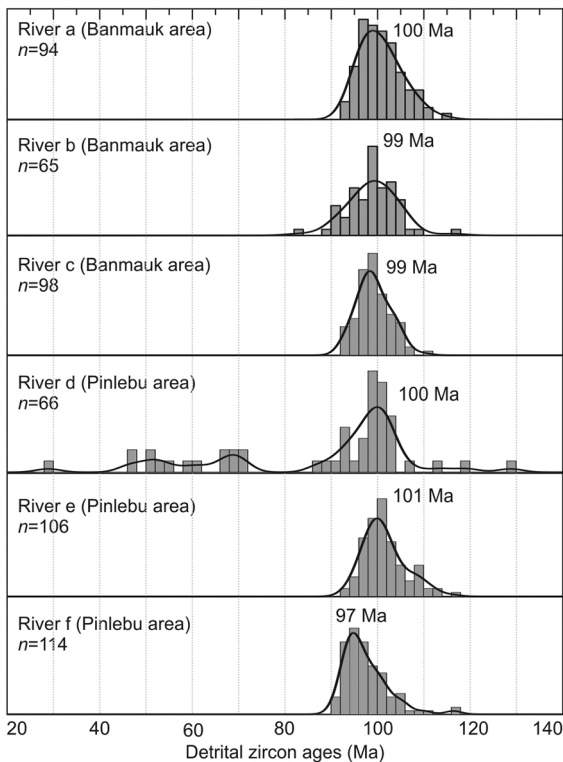 River a (Banmauk area)
n=94
100 Ma
River b (Banmauk area)
n=65
99 Ma
River c (Banmauk area)
n=98
99 Ma
River d (Pinlebu area)
n=66
100 Ma
River e (Pinlebu area)
n=106
101 Ma
River f (Pinlebu area)
n=114
97 Ma
20 40 60 80 100 120 140
Detrital zircon ages (Ma)